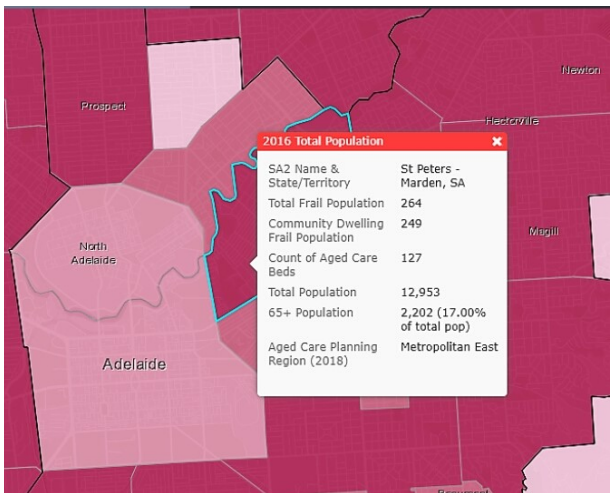 Newton
Prospect
Hectorville
2016 Total Population ×
SA2 Name & St Peters -
State/Territory Marden, SA
Total Frail Population 264
Community Dwelling 249
Frail Population
Count of Aged Care 127
Beds
Total Population 12,953
65+ Population 2,202 (17.00%
of total pop)
Aged Care Planning Metropolitan East
Region (2018)
Magill
North
Adelaide
Adelaide